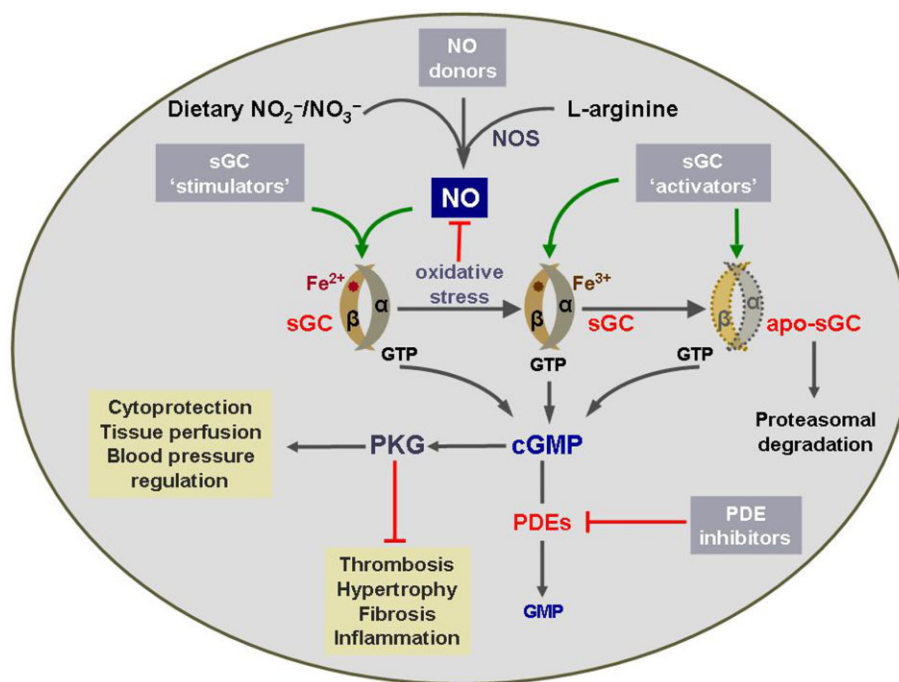 NO
donors
Dietary NO₂⁻/NO₃⁻
L-arginine
NOS
sGC
‘stimulators’
NO
sGC
‘activators’
Fe²⁺
β
α
sGC
oxidative
stress
Fe³⁺
β
α
sGC
β
α
apo-sGC
GTP
GTP
GTP
Proteasomal
degradation
Cytoprotection
Tissue perfusion
Blood pressure
regulation
PKG
cGMP
PDEs
PDE
inhibitors
Thrombosis
Hypertrophy
Fibrosis
Inflammation
GMP